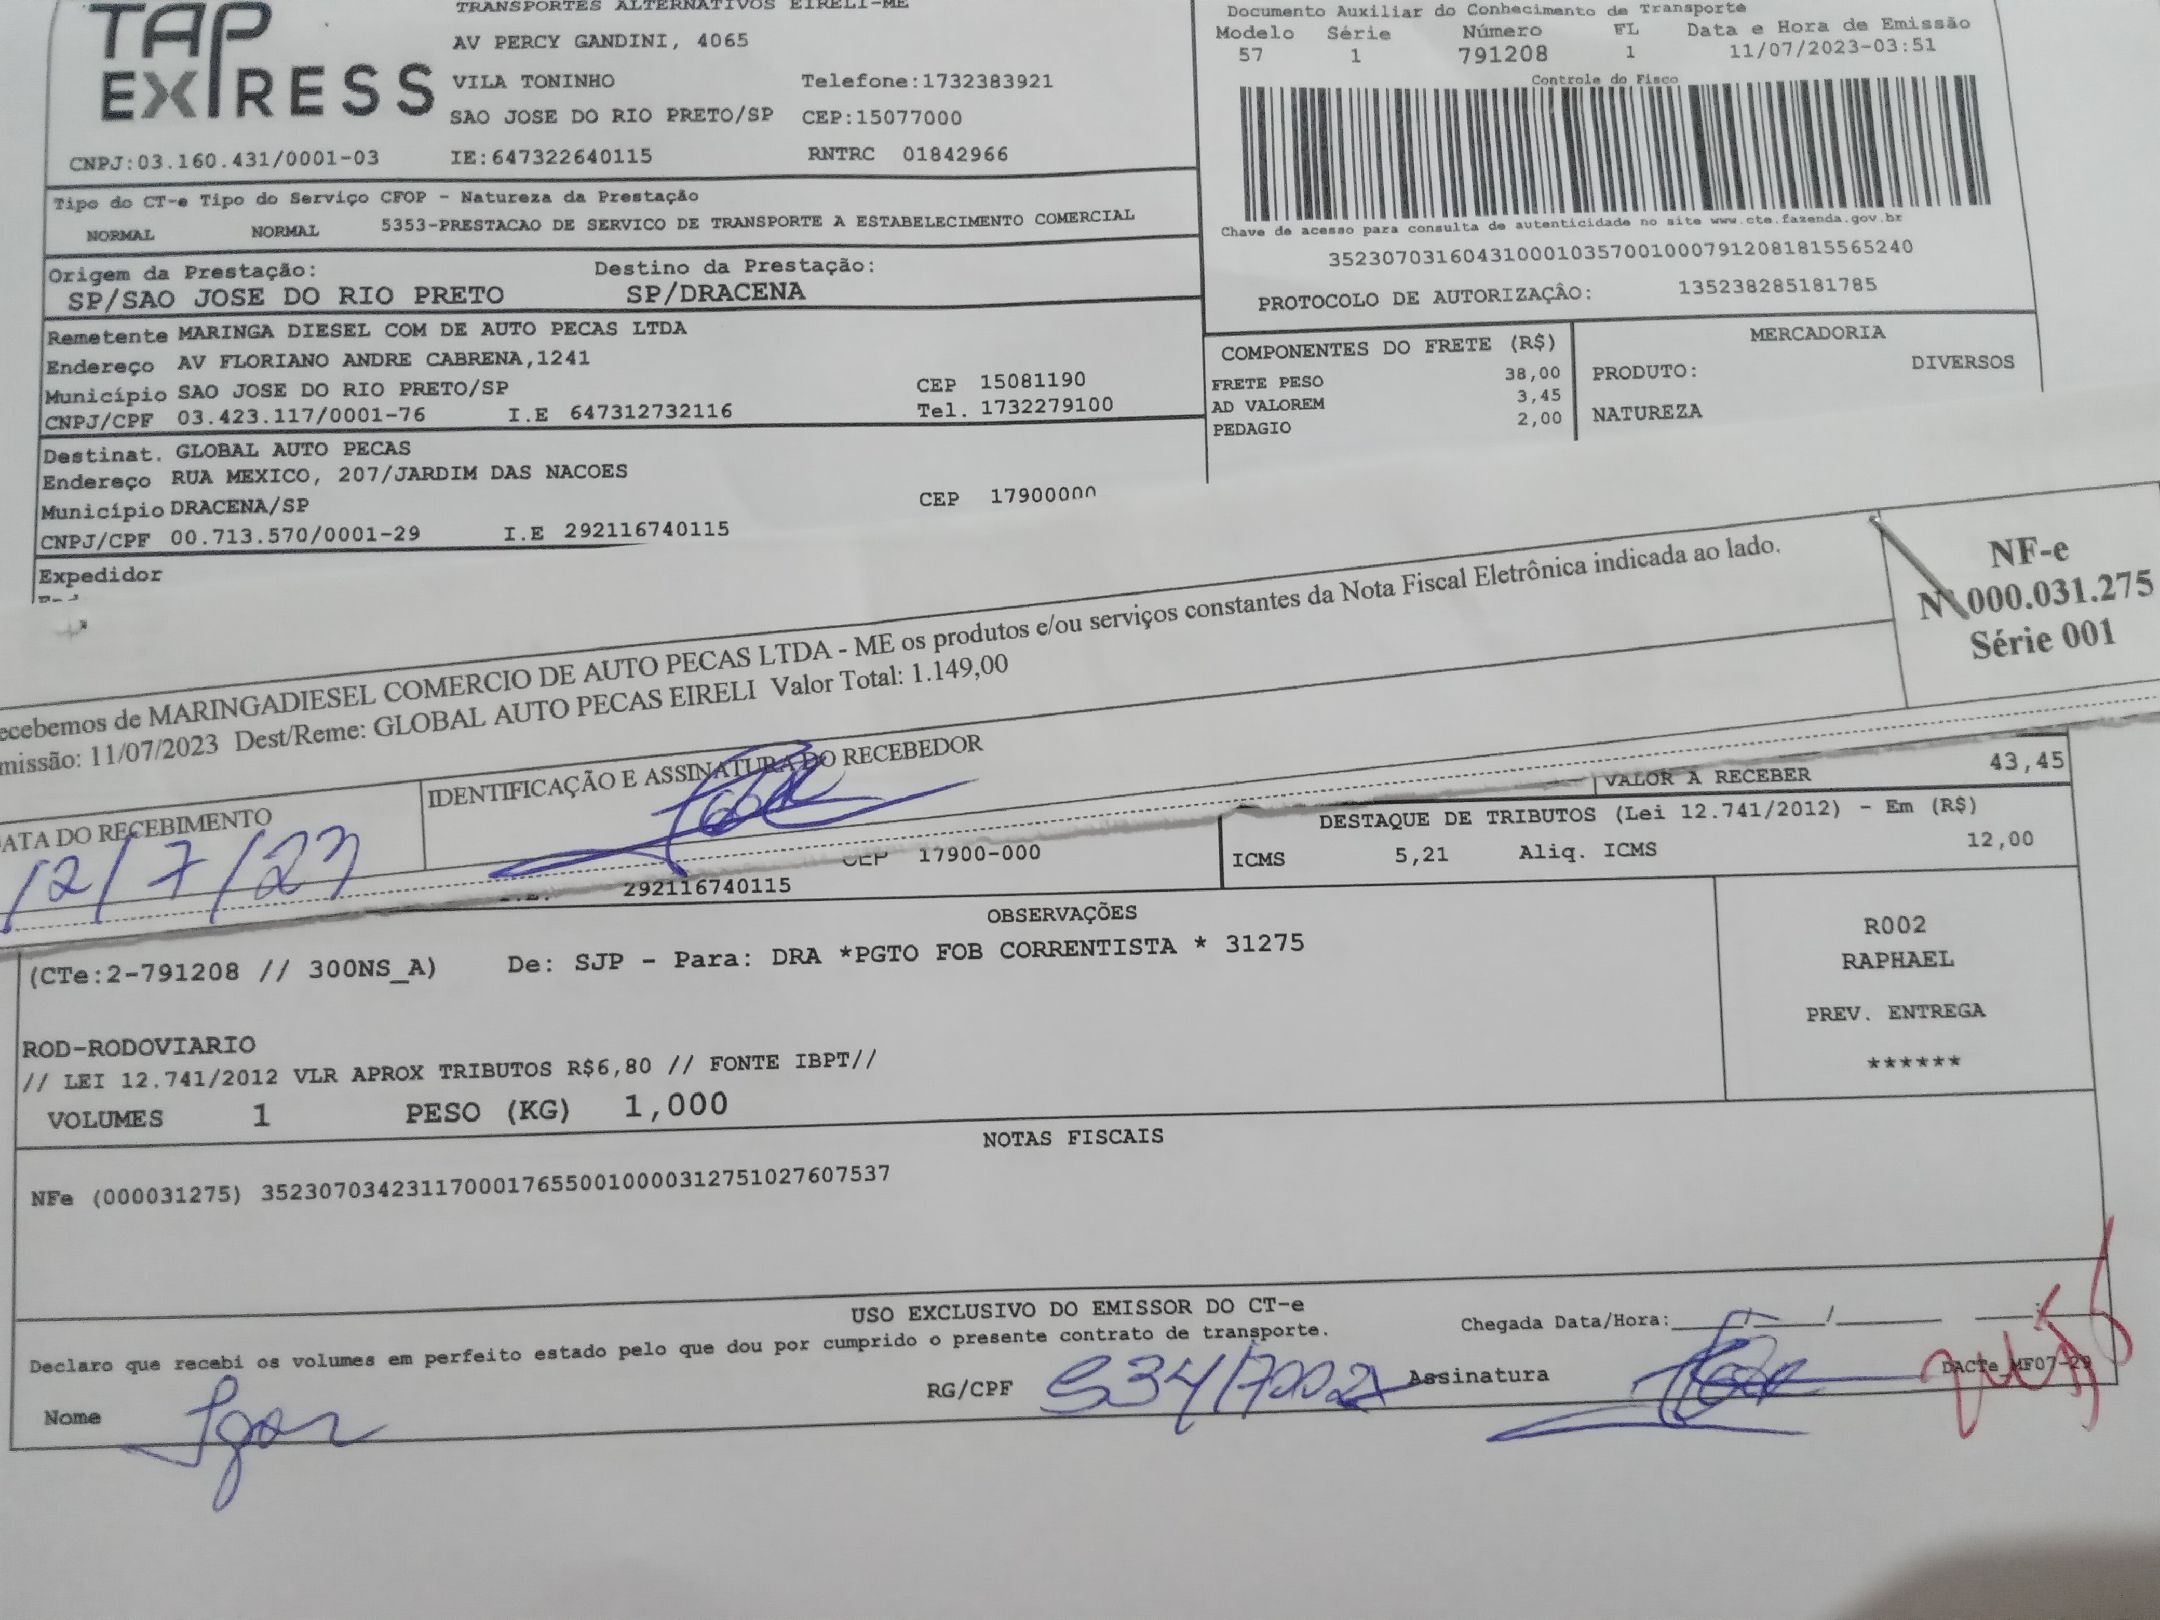 TAP
EXPRESS
TRANSPORTES ALTERNATIVOS EIRELI-ME
AV PERCY GANDINI, 4065
VILA TONINHO Telefone:1732383921
SAO JOSE DO RIO PRETO/SP CEP:15077000
CNPJ:03.160.431/0001-03 IE:647322640115 RNTRC 01842966
Documento Auxiliar do Conhecimento de Transporte
Modelo Série Número FL Data e Hora de Emissão
57 1 791208 1 11/07/2023-03:51
Controle do Fisco
Chave de acesso para consulta de autenticidade no site www.cte.fazenda.gov.br
35230703160431000103570010007912081815565240
PROTOCOLO DE AUTORIZAÇÂO: 135238285181785
Tipo do CT-e Tipo do Serviço CFOP - Natureza da Prestação
NORMAL NORMAL 5353-PRESTACAO DE SERVICO DE TRANSPORTE A ESTABELECIMENTO COMERCIAL
Origem da Prestação: Destino da Prestação:
SP/SAO JOSE DO RIO PRETO SP/DRACENA
Remetente MARINGA DIESEL COM DE AUTO PECAS LTDA
Endereço AV FLORIANO ANDRE CABRENA,1241
Município SAO JOSE DO RIO PRETO/SP CEP 15081190
CNPJ/CPF 03.423.117/0001-76 I.E 647312732116 Tel. 1732279100
COMPONENTES DO FRETE (R$)
FRETE PESO 38,00
AD VALOREM 3,45
PEDAGIO 2,00
MERCADORIA
PRODUTO: DIVERSOS
NATUREZA
Destinat. GLOBAL AUTO PECAS
Endereço RUA MEXICO, 207/JARDIM DAS NACOES
Município DRACENA/SP CEP 17900000
CNPJ/CPF 00.713.570/0001-29 I.E 292116740115
Expedidor
ecebemos de MARINGADIESEL COMERCIO DE AUTO PECAS LTDA - ME os produtos e/ou serviços constantes da Nota Fiscal Eletrônica indicada ao lado.
missão: 11/07/2023 Dest/Reme: GLOBAL AUTO PECAS EIRELI Valor Total: 1.149,00
NF-e
Nº 000.031.275
Série 001
ATA DO RECEBIMENTO IDENTIFICAÇÃO E ASSINATURA DO RECEBEDOR
12/7/23
VALOR A RECEBER 43,45
DESTAQUE DE TRIBUTOS (Lei 12.741/2012) - Em (R$)
ICMS 5,21 Aliq. ICMS 12,00
CEP 17900-000
292116740115
OBSERVAÇÕES
(CTe:2-791208 // 300NS_A) De: SJP - Para: DRA *PGTO FOB CORRENTISTA * 31275
ROD-RODOVIARIO
// LEI 12.741/2012 VLR APROX TRIBUTOS R$6,80 // FONTE IBPT//
VOLUMES 1 PESO (KG) 1,000
R002
RAPHAEL
PREV. ENTREGA
******
NOTAS FISCAIS
NFe (000031275) 35230703423117000176550010000312751027607537
USO EXCLUSIVO DO EMISSOR DO CT-e
Declaro que recebi os volumes em perfeito estado pelo que dou por cumprido o presente contrato de transporte.
Chegada Data/Hora:
Nome Igor RG/CPF Assinatura
DACTe MF07-29